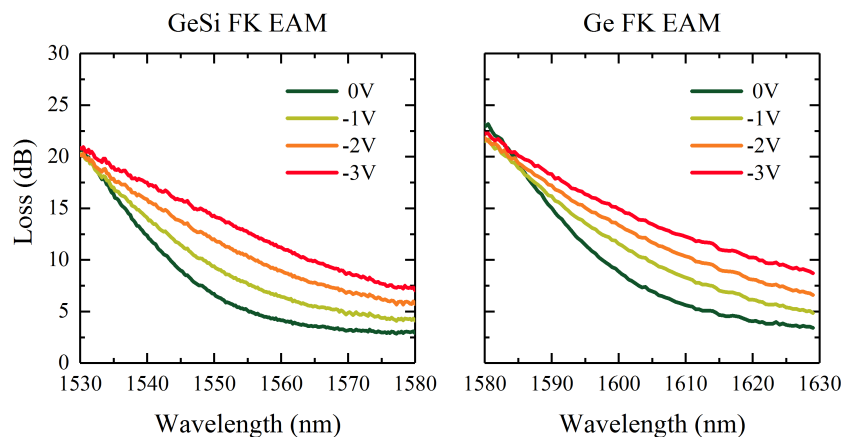 GeSi FK EAM
Ge FK EAM
Loss (dB)
30
25
20
15
10
5
0
0V
-1V
-2V
-3V
1530 1540 1550 1560 1570 1580
Wavelength (nm)
0V
-1V
-2V
-3V
1580 1590 1600 1610 1620 1630
Wavelength (nm)